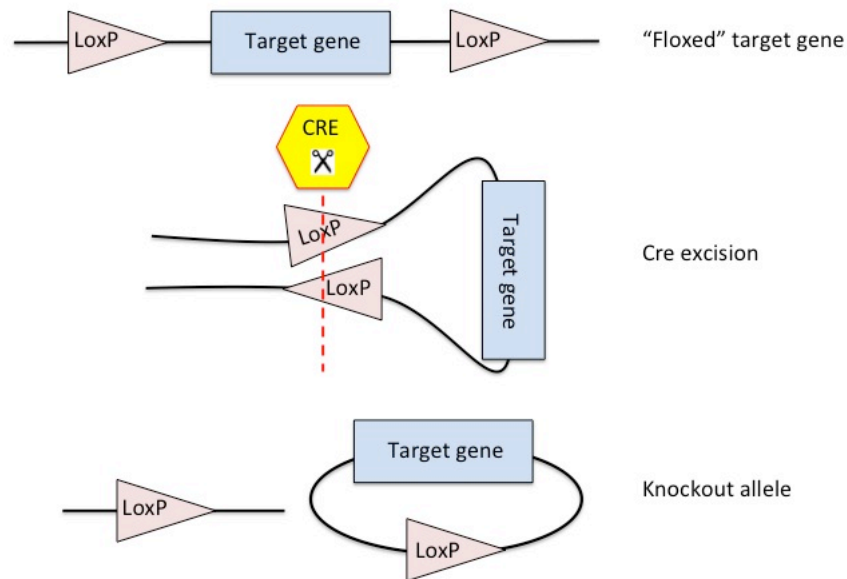 LoxP Target gene LoxP “Floxed” target gene
CRE
LoxP
LoxP
Target gene
Cre excision
Target gene
LoxP
LoxP
Knockout allele